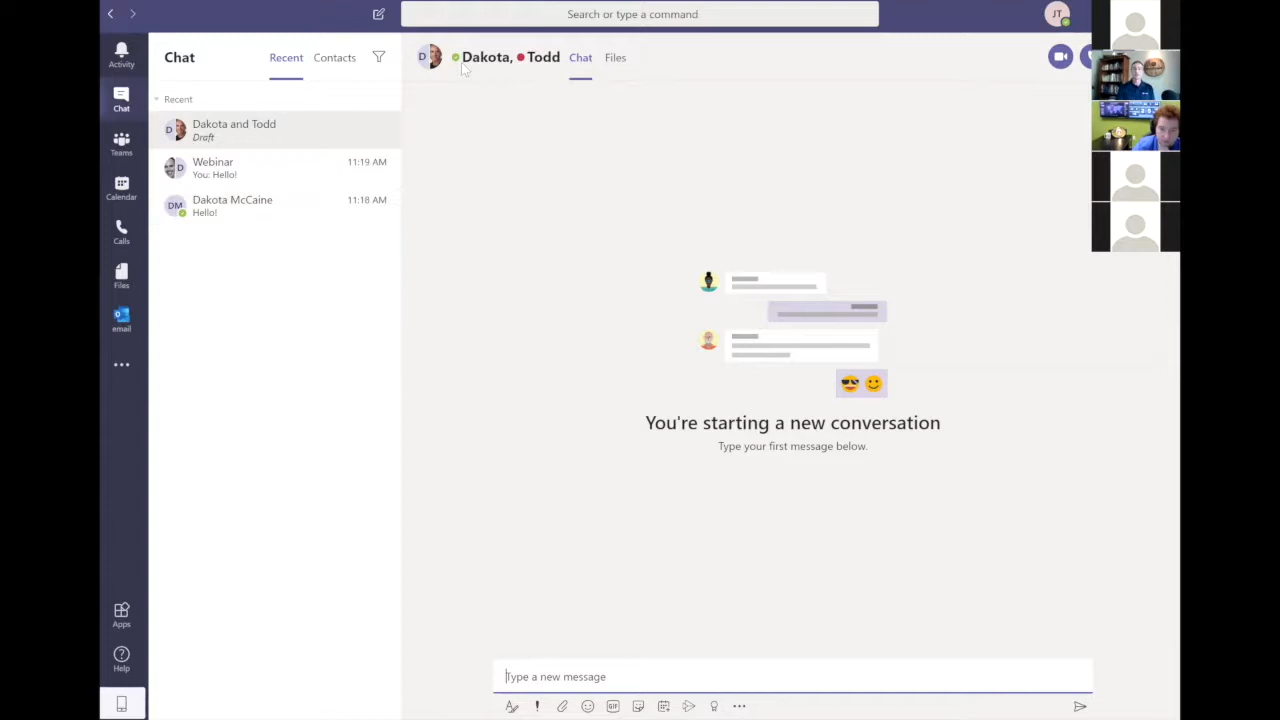 Search or type a command
JT
Activity
Chat
Teams
Calendar
Calls
Files
email
Apps
Help
Chat
Recent
Contacts
Recent
D
Dakota and Todd
Draft
D
Webinar
11:19 AM
You: Hello!
DM
Dakota McCaine
11:18 AM
Hello!
D
Dakota, Todd
Chat
Files
You're starting a new conversation
Type your first message below.
Type a new message
GIF